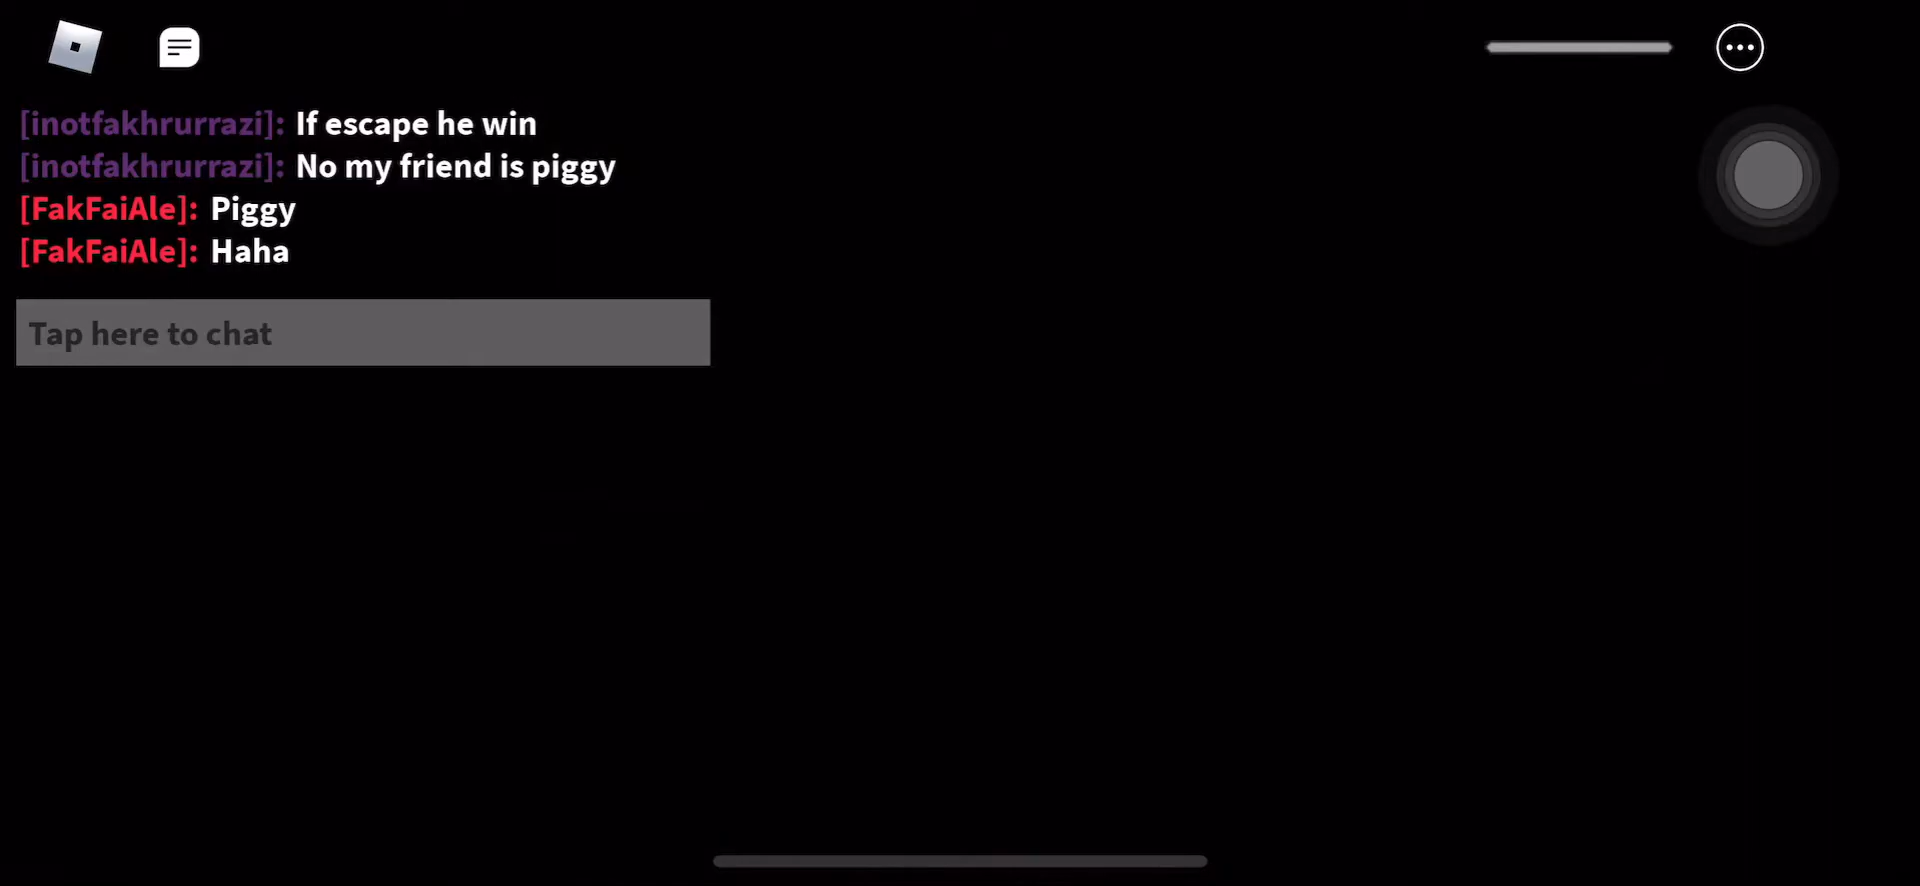 [inotfakhrurrazi]: If escape he win
[inotfakhrurrazi]: No my friend is piggy
[FakFaiAle]: Piggy
[FakFaiAle]: Haha
Tap here to chat